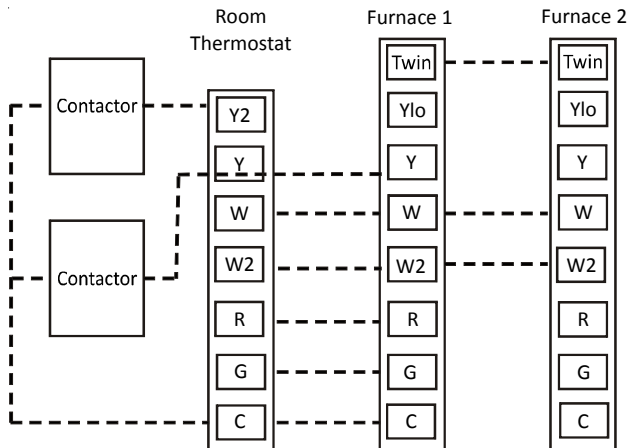 Room
Thermostat
Furnace 1
Furnace 2
Contactor
Contactor
Y2
Y
W
W2
R
G
C
Twin
Ylo
Y
W
W2
R
G
C
Twin
Ylo
Y
W
W2
R
G
C